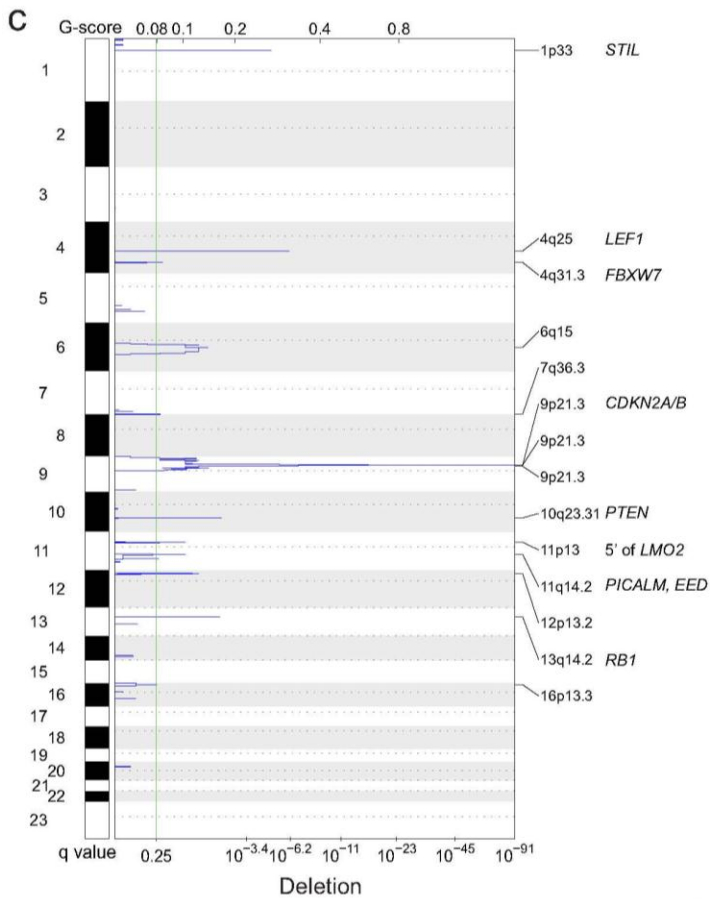 C
G-score 0.08 0.1 0.2 0.4 0.8
1p33 STIL
1
2
3
4q25 LEF1
4
4q31.3 FBXW7
5
6q15
6
7q36.3
7
9p21.3 CDKN2A/B
8
9p21.3
9
9p21.3
10
10q23.31 PTEN
11
11p13 5' of LMO2
12
11q14.2 PICALM, EED
13
12p13.2
14
13q14.2 RB1
15
16
16p13.3
17
18
19
20
21
22
23
q value 0.25 10-3.4 10-6.2 10-11 10-23 10-45 10-91
Deletion